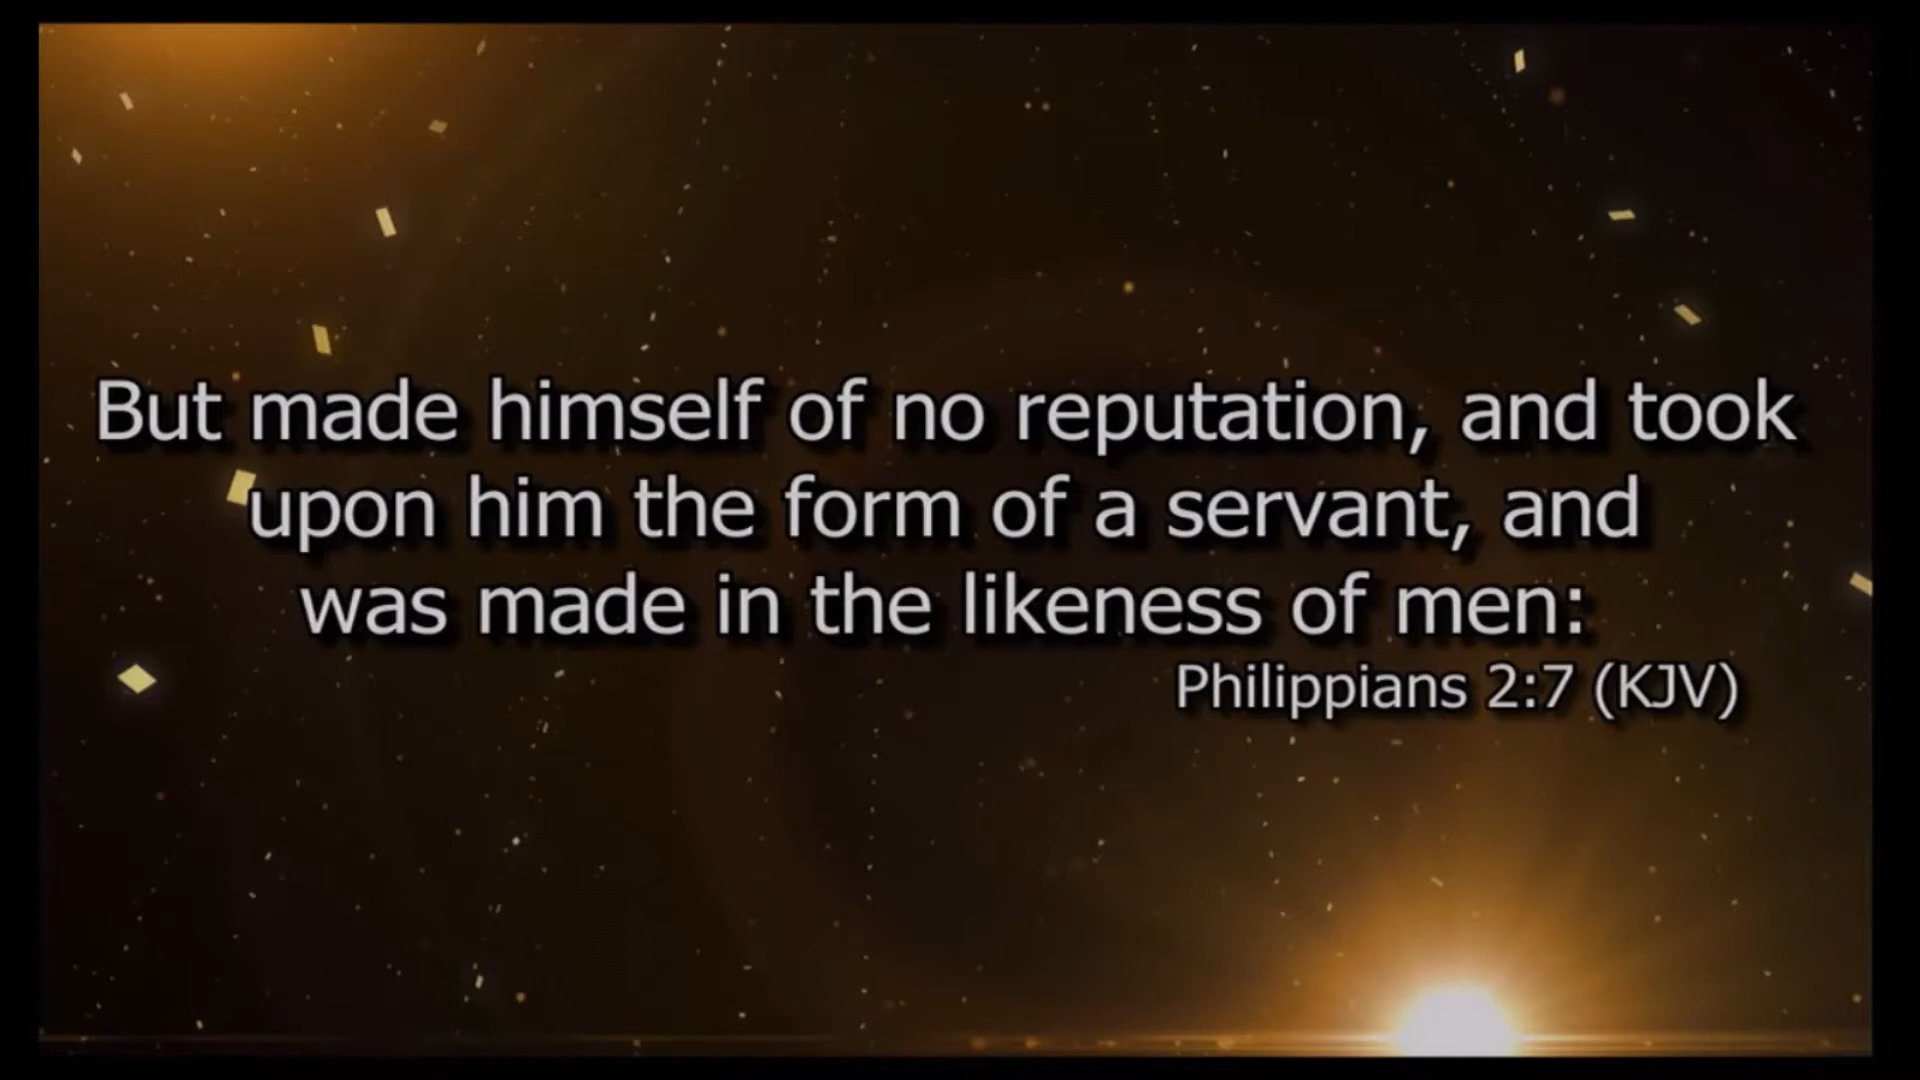 But made himself of no reputation, and took
upon him the form of a servant, and
was made in the likeness of men:
Philippians 2:7 (KJV)